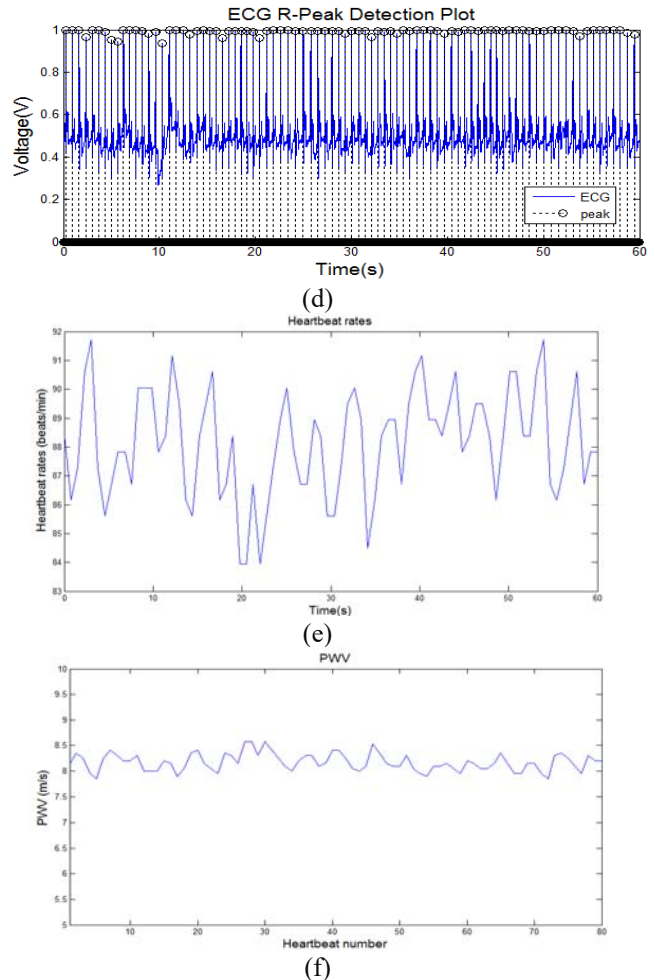 ECG R-Peak Detection Plot
1
0.8
0.6
0.4
0.2
0
Voltage(V)
ECG
peak
0 10 20 30 40 50 60
Time(s)
(d)
Heartbeat rates
92
91
90
89
88
87
86
85
84
83
Heartbeat rates (beats/min)
0 10 20 30 40 50 60
Time(s)
(e)
PWV
10
9.5
9
8.5
8
7.5
7
6.5
6
5.5
5
PWV (m/s)
10 20 30 40 50 60 70 80
Heartbeat number
(f)